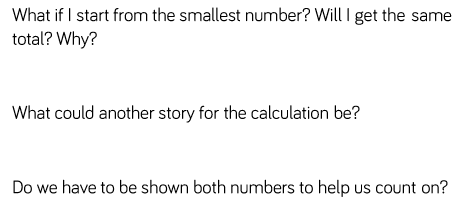 What if I start from the smallest number? Will I get the same
total? Why?
What could another story for the calculation be?
Do we have to be shown both numbers to help us count on?